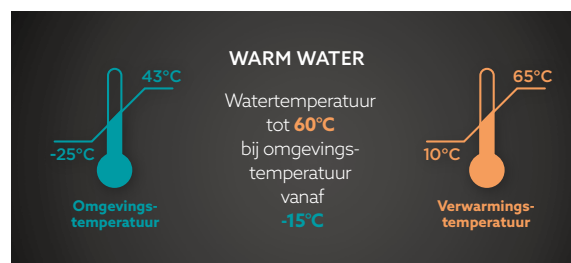 43°C
-25°C
Omgevings-
temperatuur
WARM WATER
Watertemperatuur
tot 60°C
bij omgevings-
temperatuur
vanaf
-15°C
65°C
10°C
Verwarmings-
temperatuur